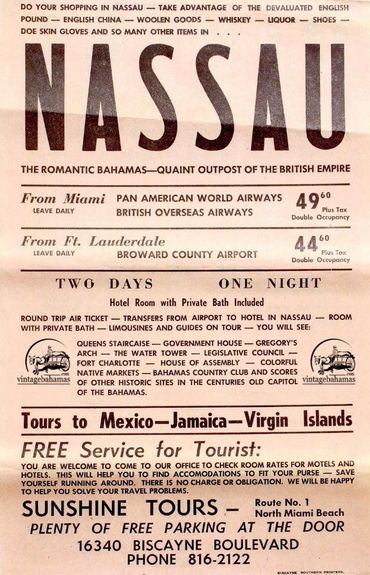 DO YOUR SHOPPING IN NASSAU — TAKE ADVANTAGE OF THE DEVALUATED ENGLISH
POUND — ENGLISH CHINA — WOOLEN GOODS — WHISKEY — LIQUOR — SHOES —
DOE SKIN GLOVES AND SO MANY OTHER ITEMS IN . . .
NASSAU
THE ROMANTIC BAHAMAS—QUAINT OUTPOST OF THE BRITISH EMPIRE
From Miami PAN AMERICAN WORLD AIRWAYS 49 60
LEAVE DAILY BRITISH OVERSEAS AIRWAYS Plus Tax
Double Occupancy
From Ft. Lauderdale 44 60
LEAVE DAILY BROWARD COUNTY AIRPORT Plus Tax
Double Occupancy
TWO DAYS ONE NIGHT
Hotel Room with Private Bath Included
ROUND TRIP AIR TICKET — TRANSFERS FROM AIRPORT TO HOTEL IN NASSAU — ROOM
WITH PRIVATE BATH — LIMOUSINES AND GUIDES ON TOUR — YOU WILL SEE:
QUEENS STAIRCAISE — GOVERNMENT HOUSE — GREGORY'S
ARCH — THE WATER TOWER — LEGISLATIVE COUNCIL —
FORT CHARLOTTE — HOUSE OF ASSEMBLY — COLORFUL
NATIVE MARKETS — BAHAMAS COUNTRY CLUB AND SCORES
OF OTHER HISTORIC SITES IN THE CENTURIES OLD CAPITOL
OF THE BAHAMAS.
vintagebahamas
vintagebahamas
Tours to Mexico—Jamaica—Virgin Islands
FREE Service for Tourist:
YOU ARE WELCOME TO COME TO OUR OFFICE TO CHECK ROOM RATES FOR MOTELS AND
HOTELS. THIS WILL HELP YOU TO FIND ACCOMODATIONS TO FIT YOUR PURSE — SAVE
YOURSELF RUNNING AROUND. THERE IS NO CHARGE OR OBLIGATION. WE WILL BE HAPPY
TO HELP YOU SOLVE YOUR TRAVEL PROBLEMS.
SUNSHINE TOURS — Route No. 1
North Miami Beach
PLENTY OF FREE PARKING AT THE DOOR
16340 BISCAYNE BOULEVARD
PHONE 816-2122
BISCAYNE SOUTHERN PRINTERS.